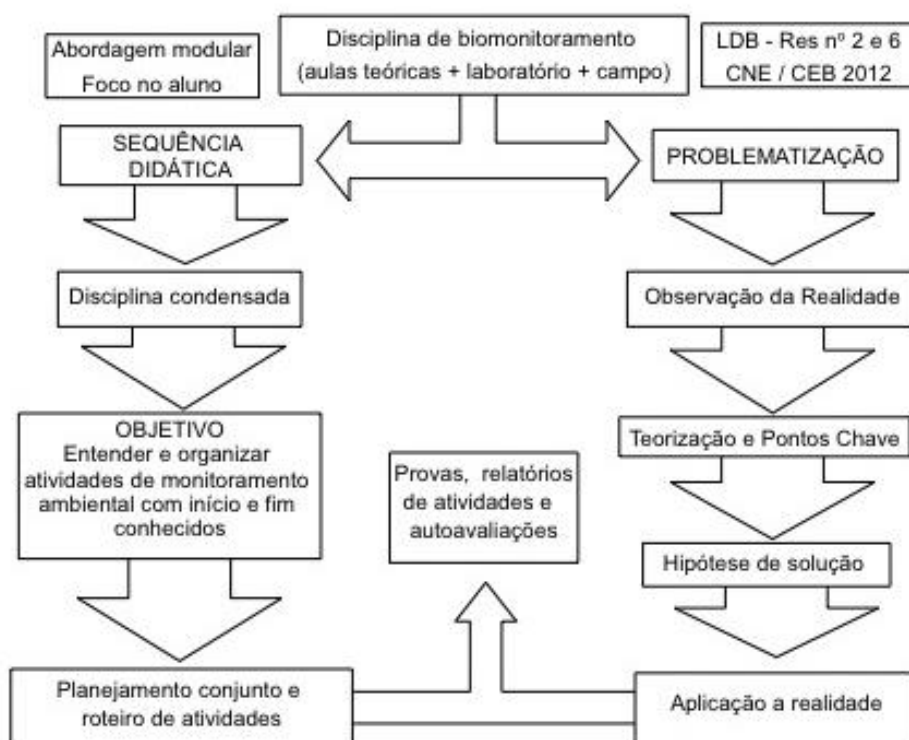 Abordagem modular
Foco no aluno
Disciplina de biomonitoramento
(aulas teóricas + laboratório + campo)
LDB - Res nº 2 e 6
CNE / CEB 2012
SEQUÊNCIA
DIDÁTICA
PROBLEMATIZAÇÃO
Disciplina condensada
Observação da Realidade
OBJETIVO
Entender e organizar
atividades de monitoramento
ambiental com início e fim
conhecidos
Teorização e Pontos Chave
Provas, relatórios
de atividades e
autoavaliações
Hipótese de solução
Planejamento conjunto e
roteiro de atividades
Aplicação a realidade